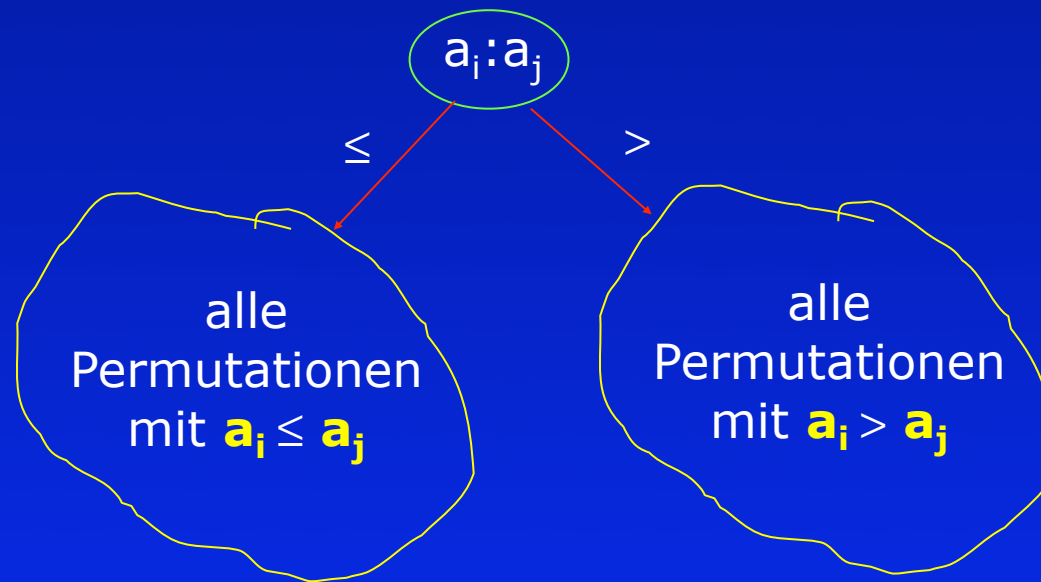 aᵢ:aⱼ
≤
>
alle
Permutationen
mit aᵢ ≤ aⱼ
alle
Permutationen
mit aᵢ > aⱼ